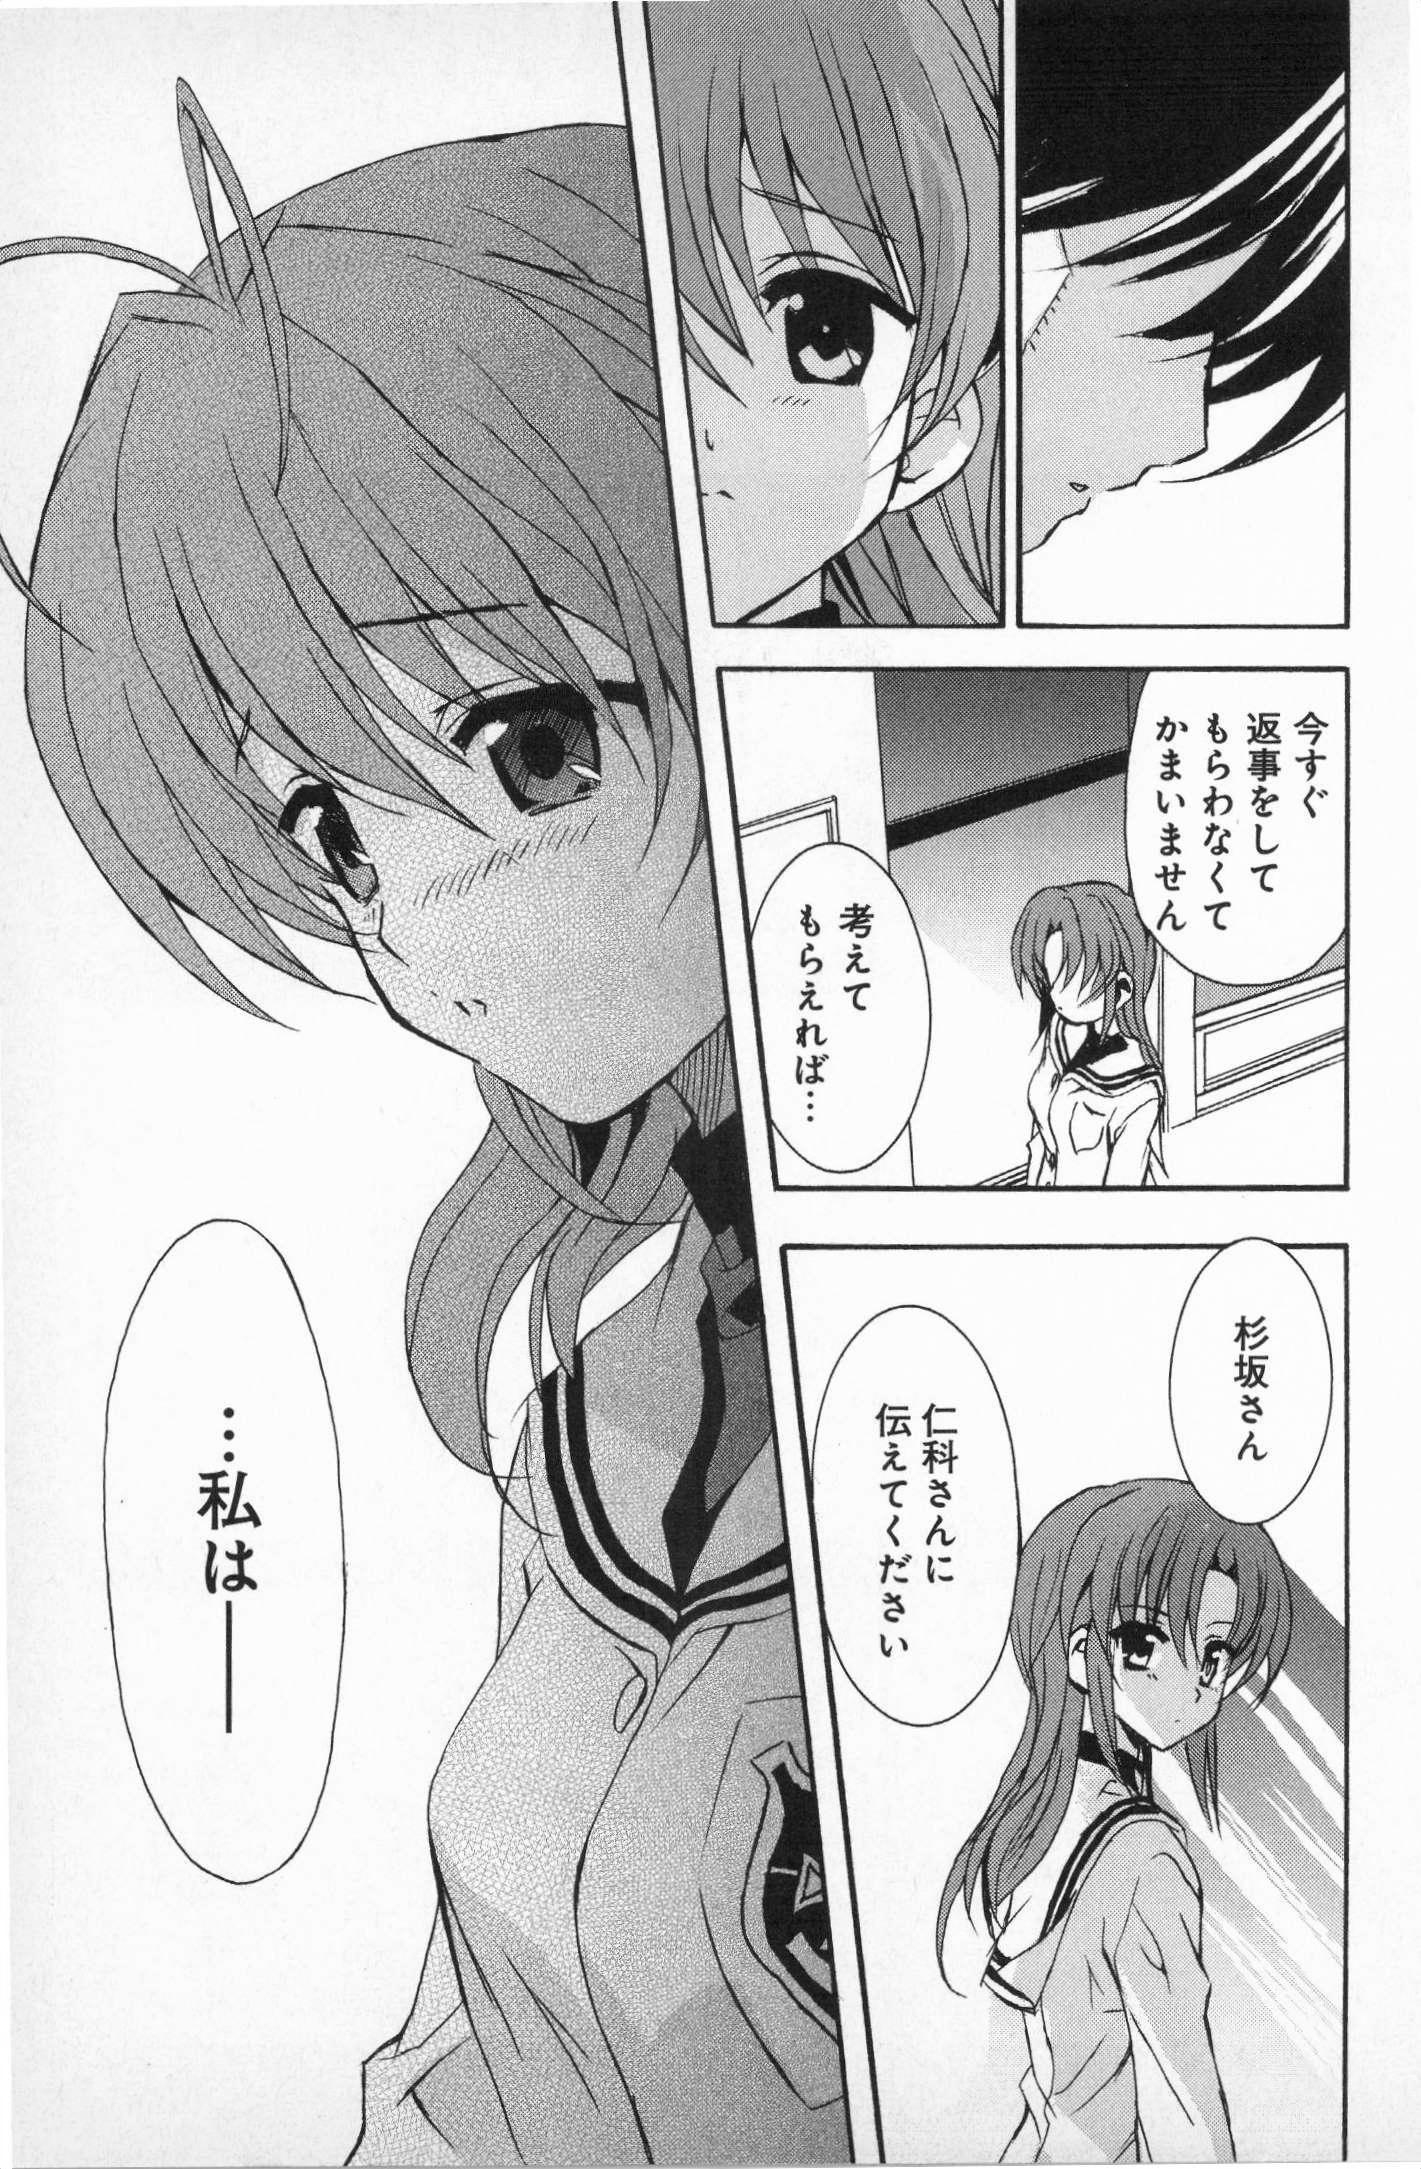 今すぐ
返事をして
もらわなくて
かまいません
考えて
もらえれば…
杉坂さん
仁科さんに
伝えてください
…私は――